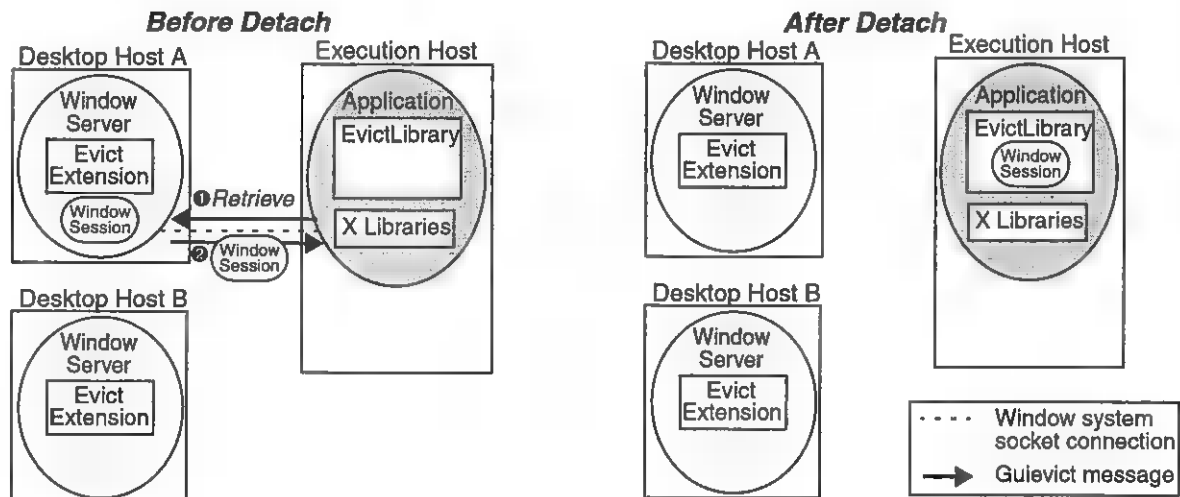 Before Detach
Desktop Host A
Window
Server
Evict
Extension
Window
Session
❶Retrieve
❷
Window
Session
Execution Host
Application
EvictLibrary
X Libraries
Desktop Host B
Window
Server
Evict
Extension
After Detach
Desktop Host A
Window
Server
Evict
Extension
Execution Host
Application
EvictLibrary
Window
Session
X Libraries
Desktop Host B
Window
Server
Evict
Extension
Window system
socket connection
Guievict message